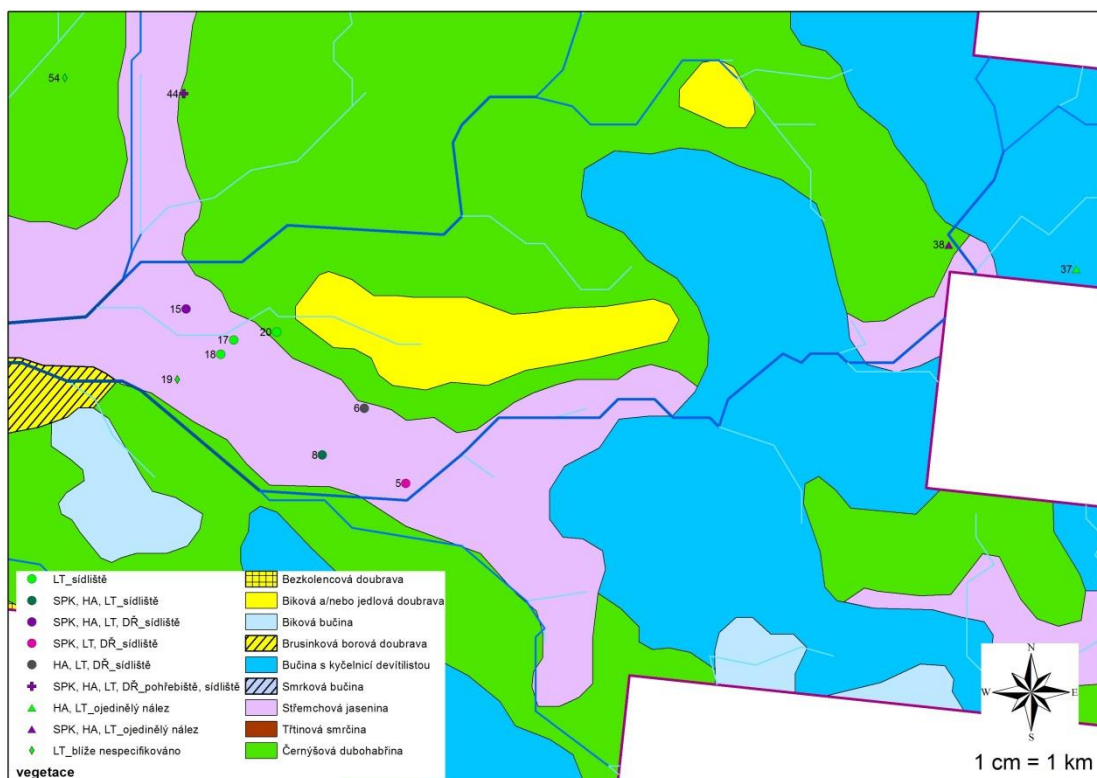 54
44
38
37
15
20
17
18
19
6
8
5
LT_sídliště
SPK, HA, LT_sídliště
SPK, HA, LT, DŘ_sídliště
SPK, LT, DŘ_sídliště
HA, LT, DŘ_sídliště
SPK, HA, LT, DŘ_pohřebiště, sídliště
HA, LT_ojedinělý nález
SPK, HA, LT_ojedinělý nález
LT_blíže nespecifikováno
vegetace
Bezkolencová doubrava
Biková a/nebo jedlová doubrava
Biková bučina
Brusinková borová doubrava
Bučina s kyčelnicí devítilistou
Smrková bučina
Střemchová jasenina
Třtinová smrčina
Černýšová dubohabřina
N
W E
S
1 cm = 1 km